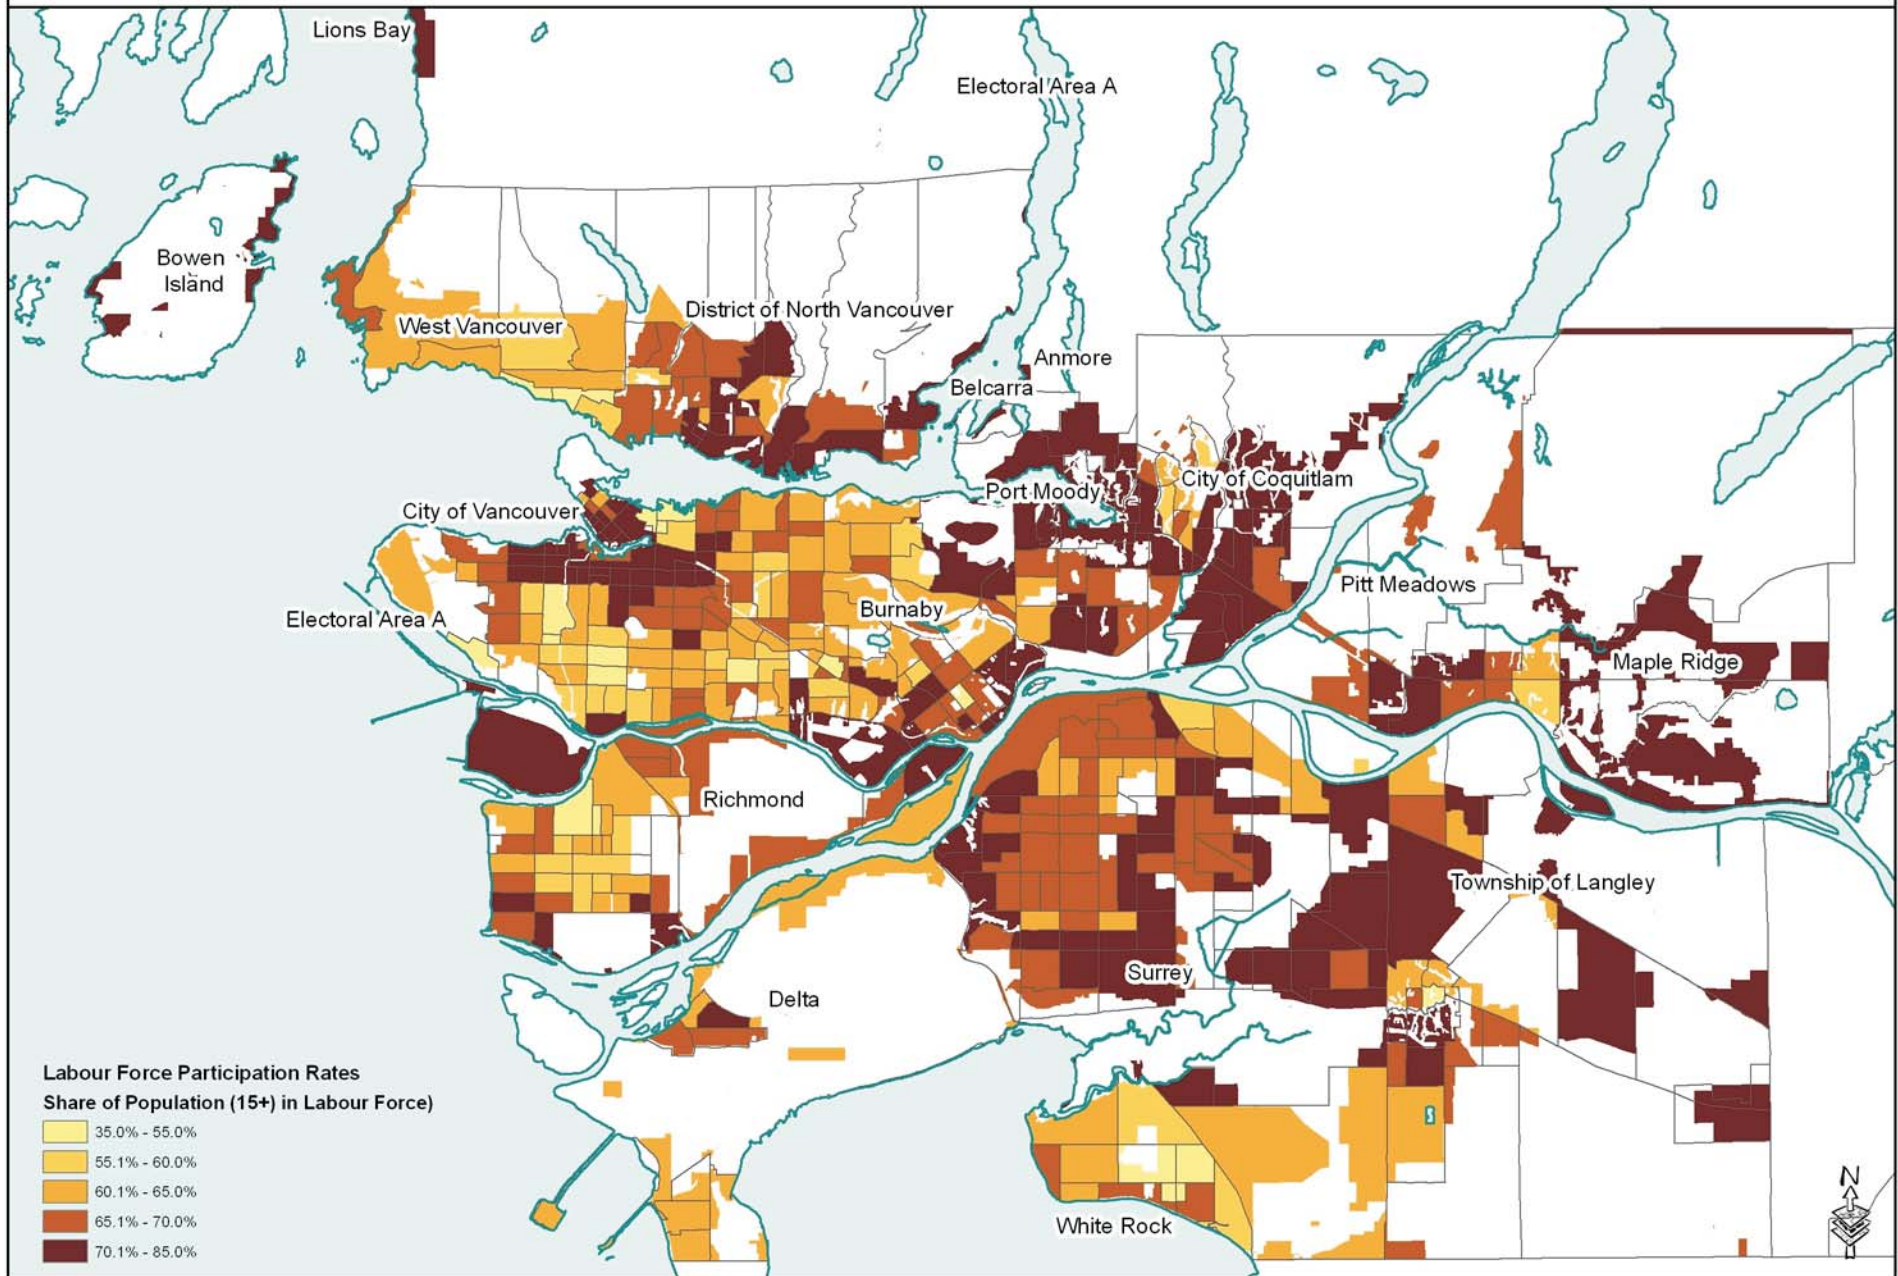 Lions Bay
Electoral Area A
Bowen
Island
West Vancouver
District of North Vancouver
Anmore
Belcarra
Port Moody
City of Coquitlam
City of Vancouver
Pitt Meadows
Burnaby
Electoral Area A
Maple Ridge
Richmond
Township of Langley
Surrey
Delta
White Rock
Labour Force Participation Rates
Share of Population (15+) in Labour Force)
35.0% - 55.0%
55.1% - 60.0%
60.1% - 65.0%
65.1% - 70.0%
70.1% - 85.0%
N